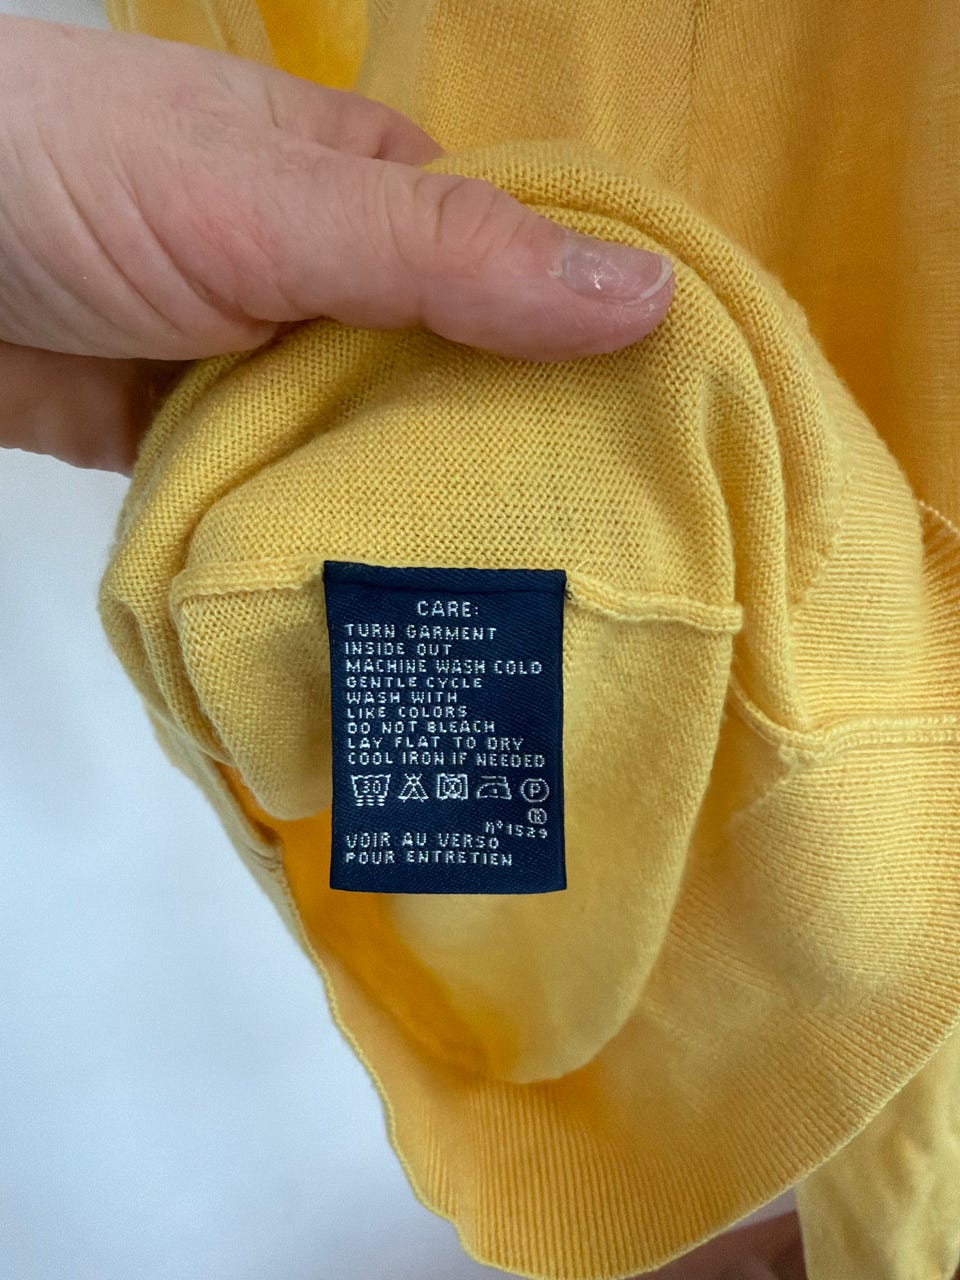 CARE:
TURN GARMENT
INSIDE OUT
MACHINE WASH COLD
GENTLE CYCLE
WASH WITH
LIKE COLORS
DO NOT BLEACH
LAY FLAT TO DRY
COOL IRON IF NEEDED
30 P
®
n°1529
VOIR AU VERSO
POUR ENTRETIEN